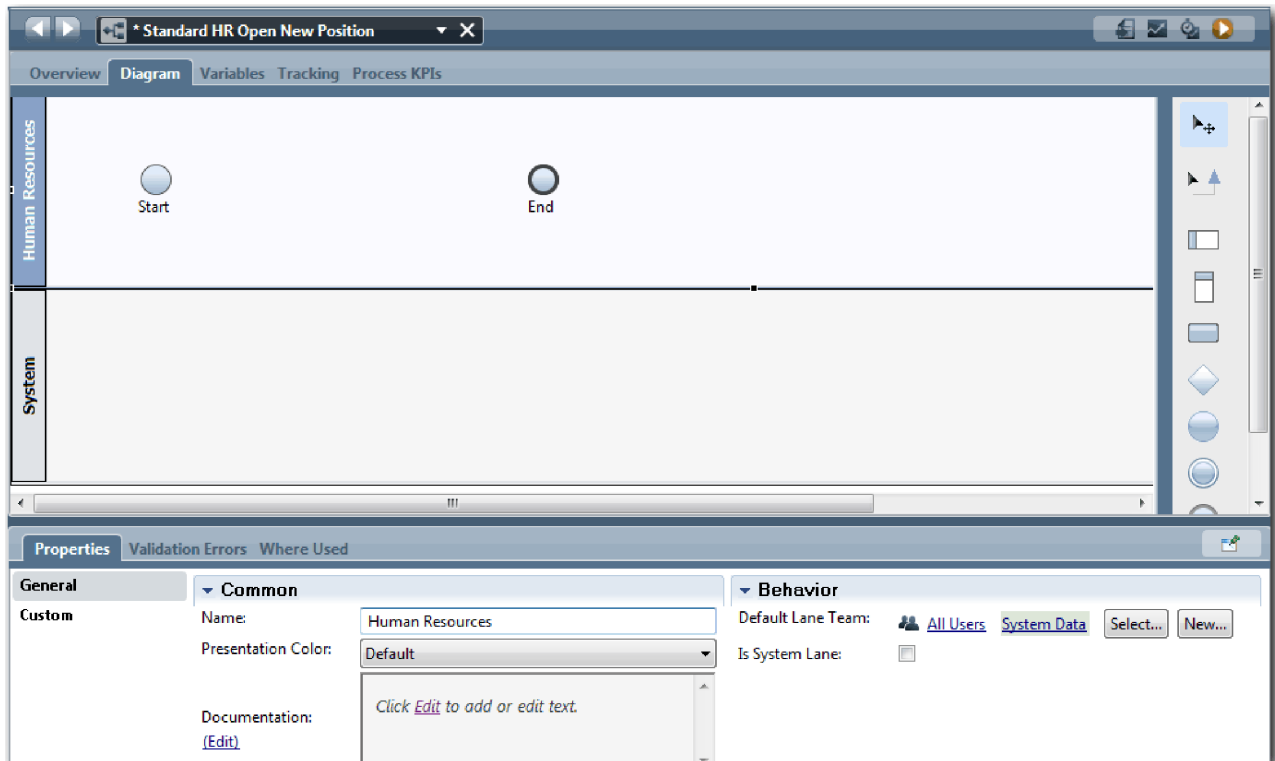 * Standard HR Open New Position
Overview Diagram Variables Tracking Process KPIs
Human Resources
Start
End
System
Properties Validation Errors Where Used
General
Custom
Common
Name: Human Resources
Presentation Color: Default
Documentation:
(Edit)
Click Edit to add or edit text.
Behavior
Default Lane Team: All Users System Data Select... New...
Is System Lane: